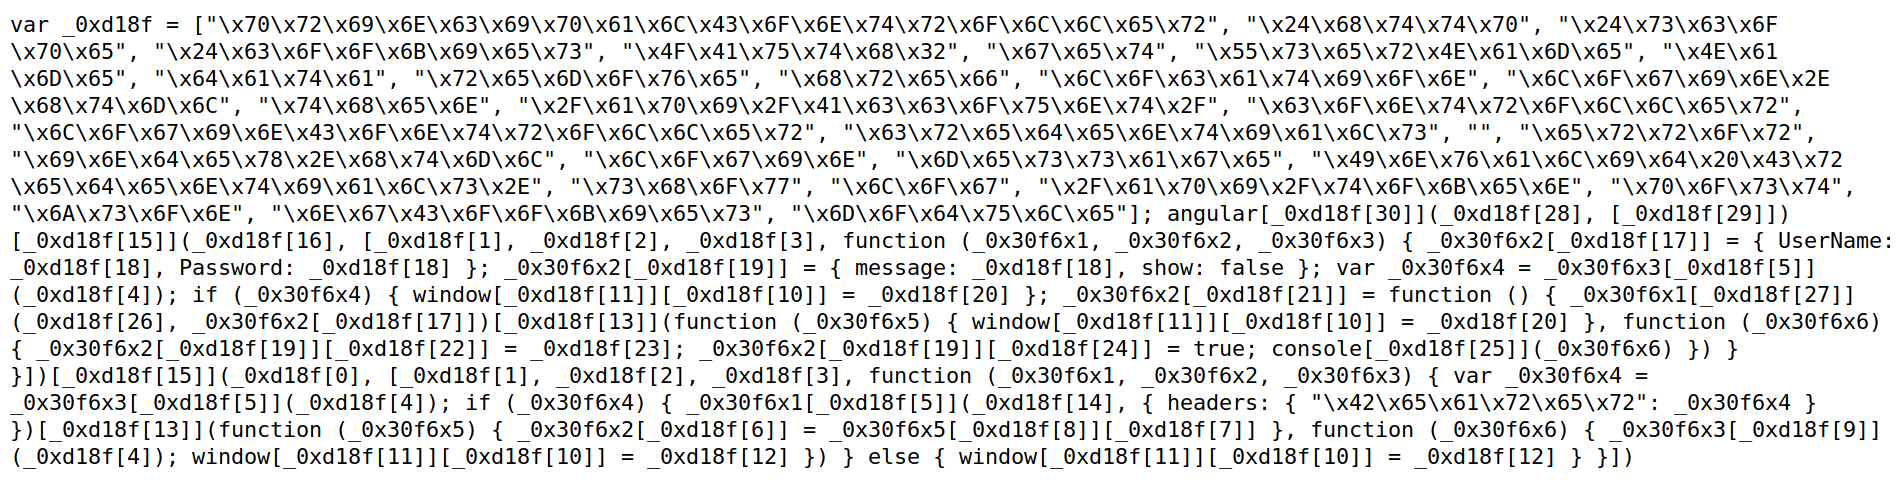 var _0xd18f = ["\x70\x72\x69\x6E\x63\x69\x70\x61\x6C\x43\x6F\x6E\x74\x72\x6F\x6C\x6C\x65\x72", "\x24\x68\x74\x74\x70", "\x24\x73\x63\x6F
\x70\x65", "\x24\x63\x6F\x6F\x6B\x69\x65\x73", "\x4F\x41\x75\x74\x68\x32", "\x67\x65\x74", "\x55\x73\x65\x72\x4E\x61\x6D\x65", "\x4E\x61
\x6D\x65", "\x64\x61\x74\x61", "\x72\x65\x6D\x6F\x76\x65", "\x68\x72\x65\x66", "\x6C\x6F\x63\x61\x74\x69\x6F\x6E", "\x6C\x6F\x67\x69\x6E\x2E
\x68\x74\x6D\x6C", "\x74\x68\x65\x6E", "\x2F\x61\x70\x69\x2F\x41\x63\x63\x6F\x75\x6E\x74\x2F", "\x63\x6F\x6E\x74\x72\x6F\x6C\x6C\x65\x72",
"\x6C\x6F\x67\x69\x6E\x43\x6F\x6E\x74\x72\x6F\x6C\x6C\x65\x72", "\x63\x72\x65\x64\x65\x6E\x74\x69\x61\x6C\x73", "", "\x65\x72\x72\x6F\x72",
"\x69\x6E\x64\x65\x78\x2E\x68\x74\x6D\x6C", "\x6C\x6F\x67\x69\x6E", "\x6D\x65\x73\x73\x61\x67\x65", "\x49\x6E\x76\x61\x6C\x69\x64\x20\x43\x72
\x65\x64\x65\x6E\x74\x69\x61\x6C\x73\x2E", "\x73\x68\x6F\x77", "\x6C\x6F\x67", "\x2F\x61\x70\x69\x2F\x74\x6F\x6B\x65\x6E", "\x70\x6F\x73\x74",
"\x6A\x73\x6F\x6E", "\x6E\x67\x43\x6F\x6F\x6B\x69\x65\x73", "\x6D\x6F\x64\x75\x6C\x65"]; angular[_0xd18f[30]](_0xd18f[28], [_0xd18f[29]])
[_0xd18f[15]](_0xd18f[16], [_0xd18f[1], _0xd18f[2], _0xd18f[3], function (_0x30f6x1, _0x30f6x2, _0x30f6x3) { _0x30f6x2[_0xd18f[17]] = { UserName:
_0xd18f[18], Password: _0xd18f[18] }; _0x30f6x2[_0xd18f[19]] = { message: _0xd18f[18], show: false }; var _0x30f6x4 = _0x30f6x3[_0xd18f[5]]
(_0xd18f[4]); if (_0x30f6x4) { window[_0xd18f[11]][_0xd18f[10]] = _0xd18f[20] }; _0x30f6x2[_0xd18f[21]] = function () { _0x30f6x1[_0xd18f[27]]
(_0xd18f[26], _0x30f6x2[_0xd18f[17]])[_0xd18f[13]](function (_0x30f6x5) { window[_0xd18f[11]][_0xd18f[10]] = _0xd18f[20] }, function (_0x30f6x6)
{ _0x30f6x2[_0xd18f[19]][_0xd18f[22]] = _0xd18f[23]; _0x30f6x2[_0xd18f[19]][_0xd18f[24]] = true; console[_0xd18f[25]](_0x30f6x6) }) }
}])[_0xd18f[15]](_0xd18f[0], [_0xd18f[1], _0xd18f[2], _0xd18f[3], function (_0x30f6x1, _0x30f6x2, _0x30f6x3) { var _0x30f6x4 =
_0x30f6x3[_0xd18f[5]](_0xd18f[4]); if (_0x30f6x4) { _0x30f6x1[_0xd18f[5]](_0xd18f[14], { headers: { "\x42\x65\x61\x72\x65\x72": _0x30f6x4 }
})[_0xd18f[13]](function (_0x30f6x5) { _0x30f6x2[_0xd18f[6]] = _0x30f6x5[_0xd18f[8]][_0xd18f[7]] }, function (_0x30f6x6) { _0x30f6x3[_0xd18f[9]]
(_0xd18f[4]); window[_0xd18f[11]][_0xd18f[10]] = _0xd18f[12] }) } else { window[_0xd18f[11]][_0xd18f[10]] = _0xd18f[12] } }])